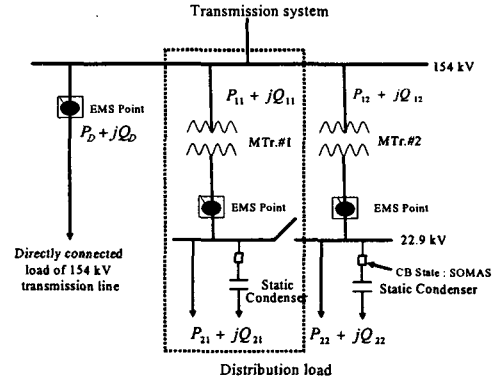 Transmission system
154 kV
EMS Point
P_D + jQ_D
P_11 + jQ_11
P_12 + jQ_12
MTr.#1
MTr.#2
EMS Point
EMS Point
22.9 kV
Directly connected
load of 154 kV
transmission line
Static
Condenser
CB State : SOMAS
Static Condenser
P_21 + jQ_21
P_22 + jQ_22
Distribution load